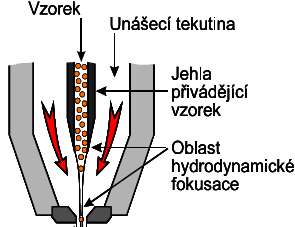 Vzorek
Unášecí tekutina
Jehla
přivádějící
vzorek
Oblast
hydrodynamické
fokusace